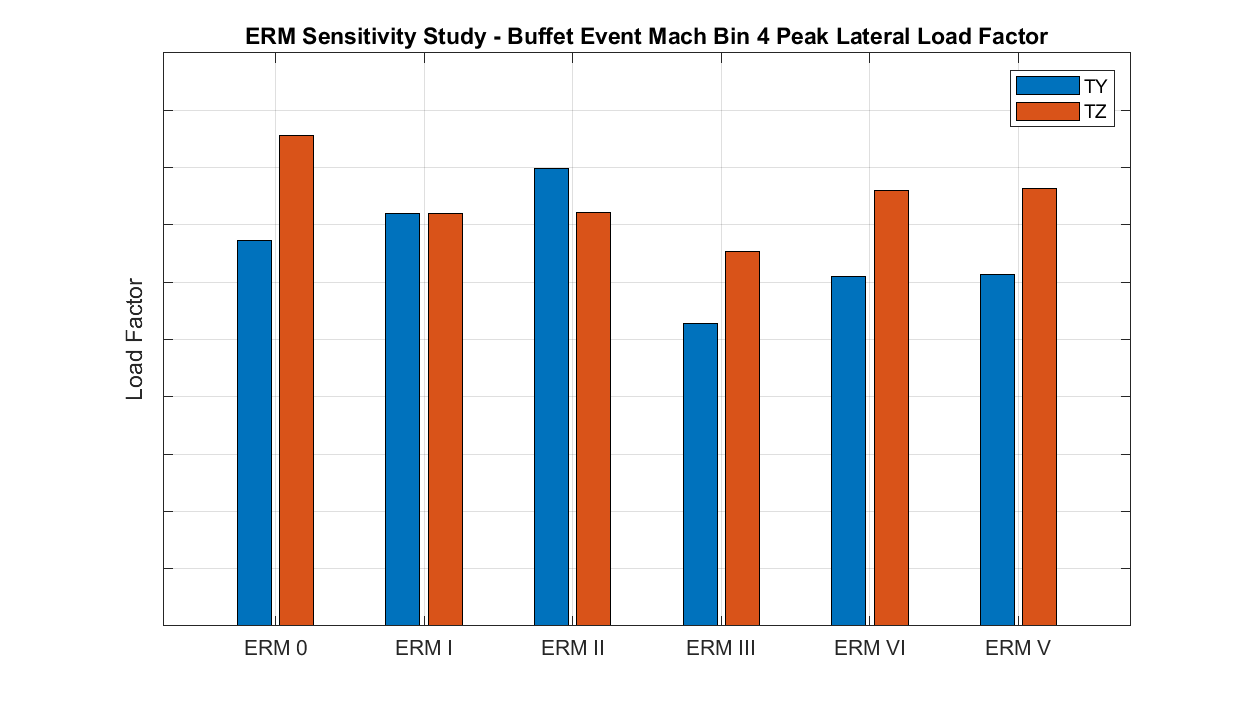 ERM Sensitivity Study - Buffet Event Mach Bin 4 Peak Lateral Load Factor
TY
TZ
Load Factor
ERM 0 ERM I ERM II ERM III ERM VI ERM V